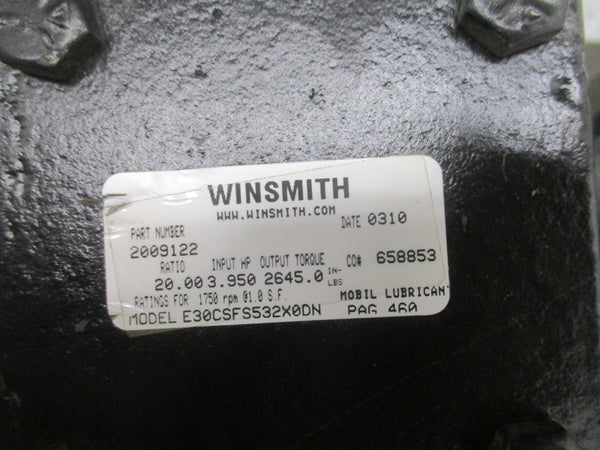 WINSMITH
WWW.WINSMITH.COM
PART NUMBER DATE 0310
2009122
RATIO INPUT HP OUTPUT TORQUE CO# 658853
20.00 3.950 2645.0 IN-LBS
RATINGS FOR 1750 rpm @1.0 S.F. MOBIL LUBRICANT
MODEL E30CSFS532X0DN PAG 460